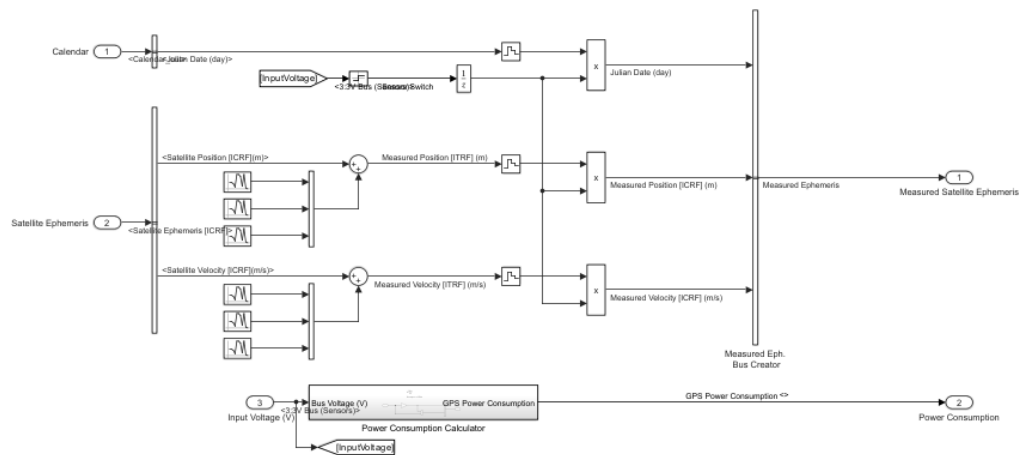 Calendar
1
<Calendar_bus>
Julian Date (day)>
[InputVoltage]
<3.3V Bus (Sensors)>
Switch
1
z
x
Julian Date (day)
<Satellite Position [ICRF](m)>
Measured Position [ITRF] (m)
x
Measured Position [ICRF] (m)
Measured Ephemeris
1
Measured Satellite Ephemeris
Satellite Ephemeris
2
<Satellite Ephemeris [ICRF]>
<Satellite Velocity [ICRF](m/s)>
Measured Velocity [ITRF] (m/s)
x
Measured Velocity [ICRF] (m/s)
Measured Eph.
Bus Creator
3
Input Voltage (V)
<3.3V Bus (Sensors)>
Bus Voltage (V)
GPS Power Consumption
Power Consumption Calculator
GPS Power Consumption <>
2
Power Consumption
[InputVoltage]